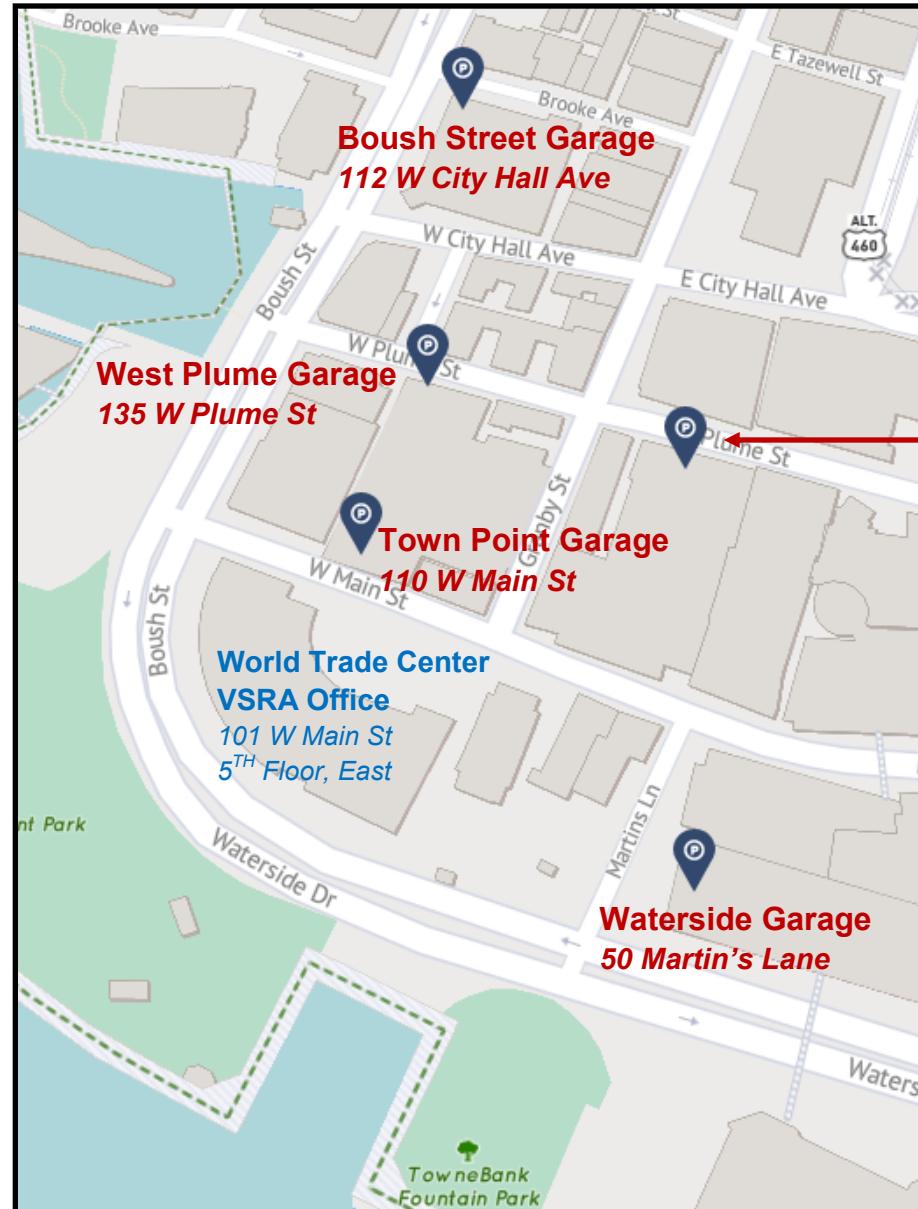 Brooke Ave
St
E Tazewell St
Brooke Ave
P
Boush Street Garage
112 W City Hall Ave
ALT.
460
W City Hall Ave
Boush St
E City Hall Ave
P
W Plume St
West Plume Garage
135 W Plume St
P
Plume St
Granby St
P
Town Point Garage
110 W Main St
W Main St
Boush St
World Trade Center
VSRA Office
101 W Main St
5TH Floor, East
nt Park
Martins Ln
P
Waterside Dr
Waterside Garage
50 Martin’s Lane
Waters
TowneBank
Fountain Park